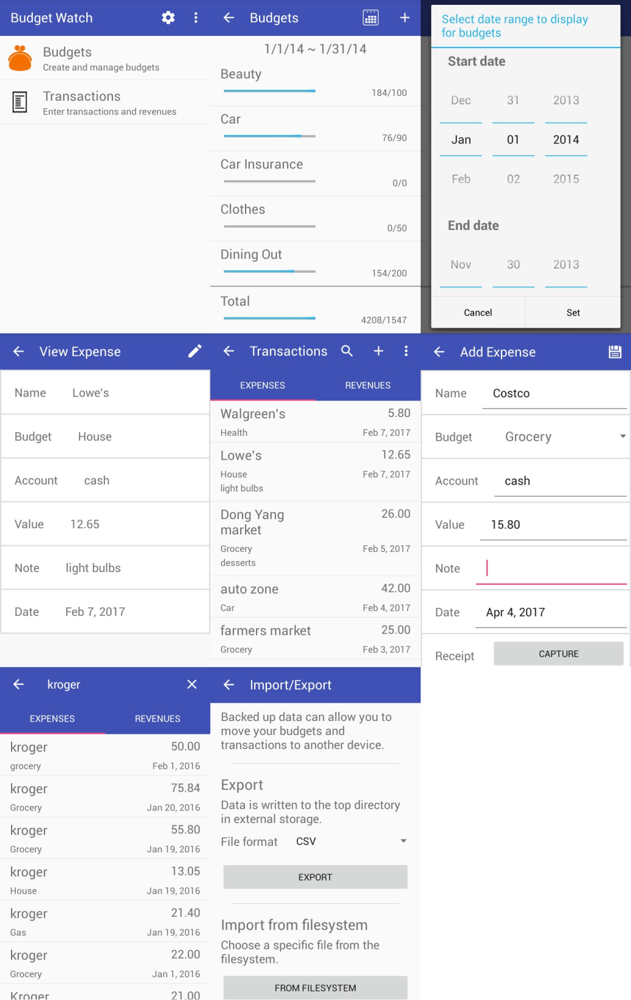 Budget Watch
Budgets
Create and manage budgets
Transactions
Enter transactions and revenues
Budgets
1/1/14 ~ 1/31/14
Beauty
184/100
Car
76/90
Car Insurance
0/0
Clothes
0/50
Dining Out
154/200
Total
4208/1547
Select date range to display
for budgets
Start date
Dec 31 2013
Jan 01 2014
Feb 02 2015
End date
Nov 30 2013
Cancel Set
View Expense
Name Lowe's
Budget House
Account cash
Value 12.65
Note light bulbs
Date Feb 7, 2017
Transactions
EXPENSES REVENUES
Walgreen's 5.80
Health Feb 7, 2017
Lowe's 12.65
House Feb 7, 2017
light bulbs
Dong Yang 26.00
market
Grocery Feb 5, 2017
desserts
auto zone 42.00
Car Feb 4, 2017
farmers market 25.00
Grocery Feb 3, 2017
Add Expense
Name Costco
Budget Grocery
Account cash
Value 15.80
Note
Date Apr 4, 2017
Receipt CAPTURE
kroger
EXPENSES REVENUES
kroger 50.00
grocery Feb 1, 2016
kroger 75.84
Grocery Jan 20, 2016
kroger 55.80
Grocery Jan 19, 2016
kroger 13.05
House Jan 19, 2016
kroger 21.40
Gas Jan 19, 2016
kroger 22.00
Grocery Jan 1, 2016
Kroger 21.00
Import/Export
Backed up data can allow you to
move your budgets and
transactions to another device.
Export
Data is written to the top directory
in external storage.
File format CSV
EXPORT
Import from filesystem
Choose a specific file from the
filesystem.
FROM FILESYSTEM